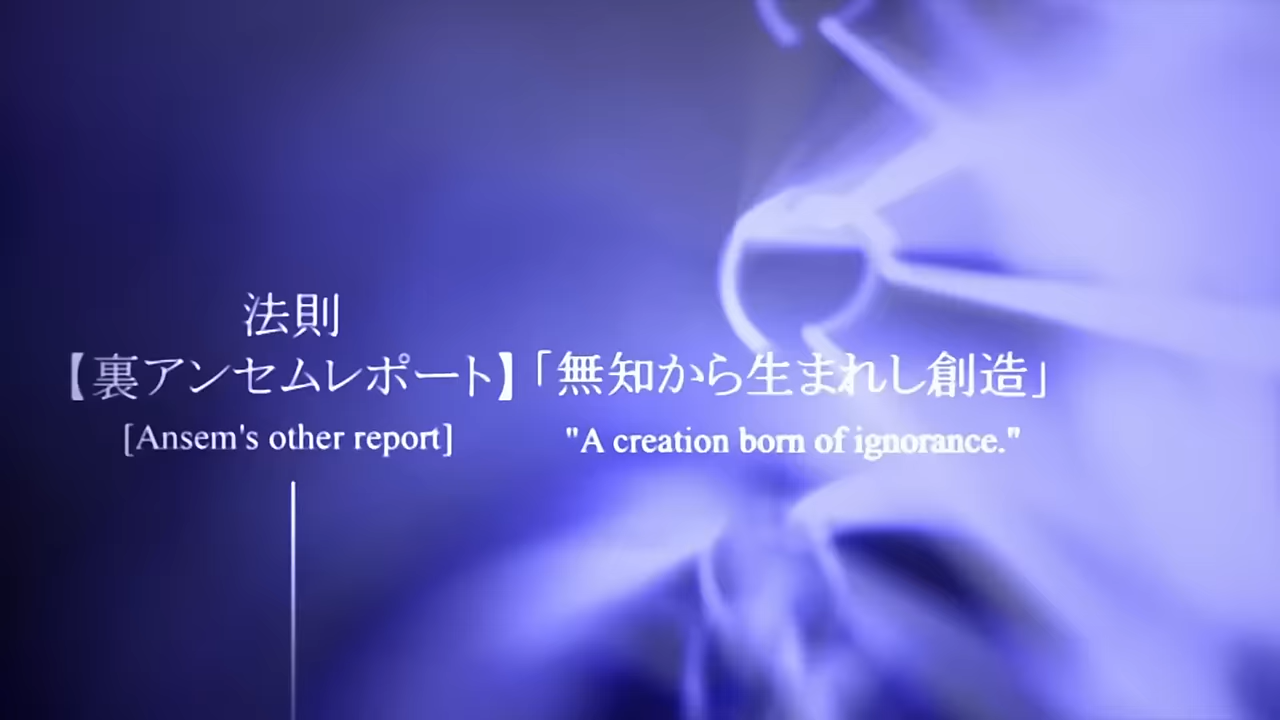 法則
【裏アンセムレポート】「無知から生まれし創造」
[Ansem's other report] "A creation born of ignorance."